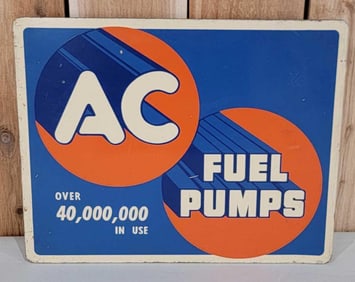 AC
FUEL
PUMPS
OVER
40,000,000
IN USE